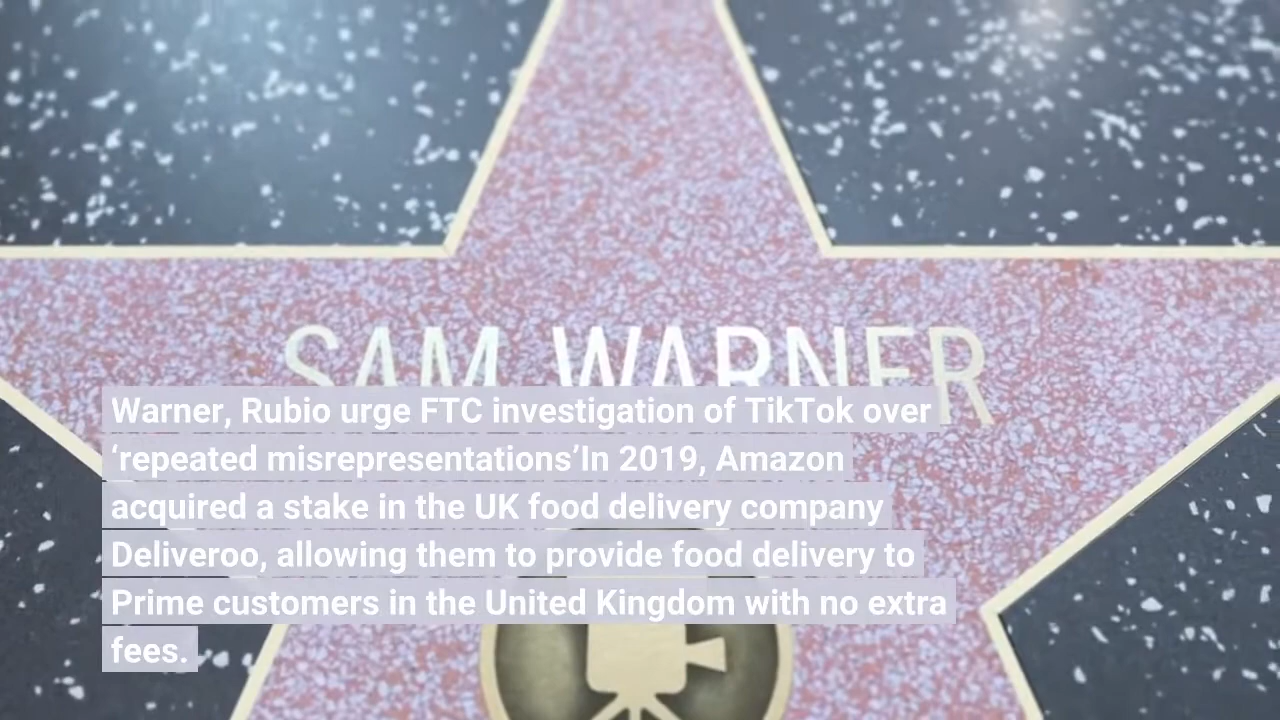 SAM WARNER
Warner, Rubio urge FTC investigation of TikTok over
‘repeated misrepresentations’In 2019, Amazon
acquired a stake in the UK food delivery company
Deliveroo, allowing them to provide food delivery to
Prime customers in the United Kingdom with no extra
fees.